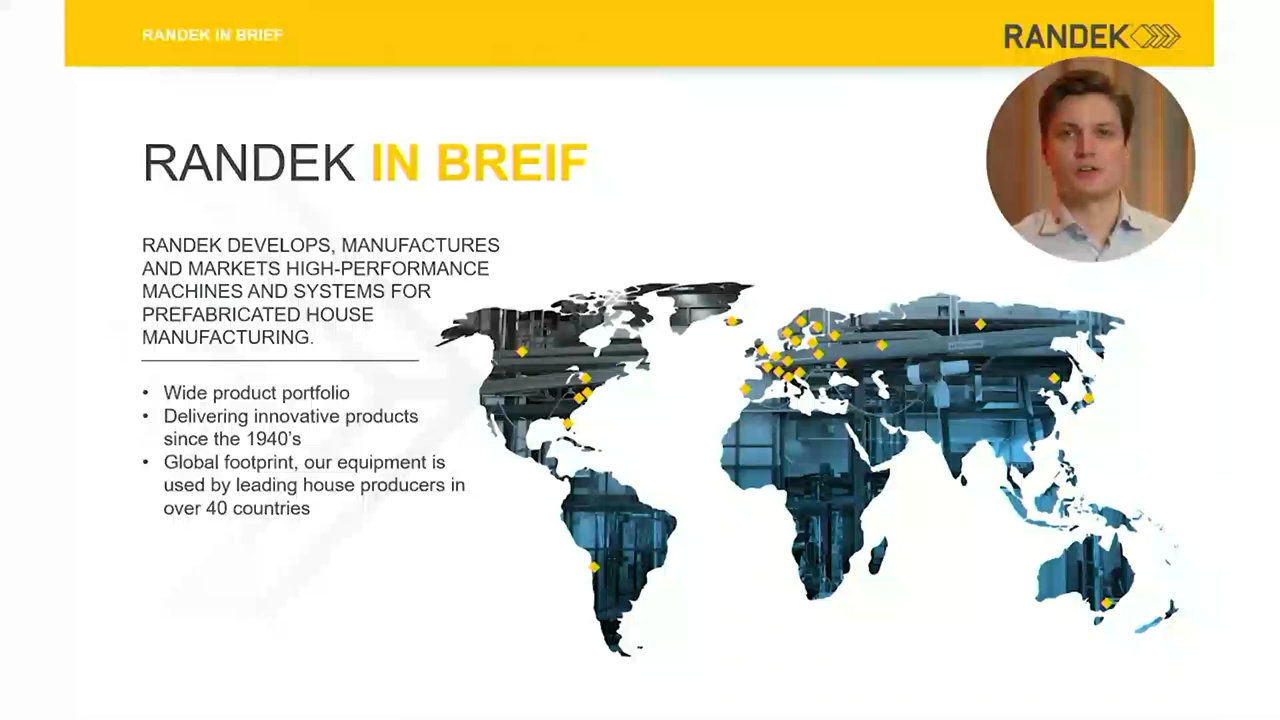 RANDEK IN BRIEF
RANDEK
RANDEK IN BREIF
RANDEK DEVELOPS, MANUFACTURES
AND MARKETS HIGH-PERFORMANCE
MACHINES AND SYSTEMS FOR
PREFABRICATED HOUSE
MANUFACTURING.
• Wide product portfolio
• Delivering innovative products
since the 1940's
• Global footprint, our equipment is
used by leading house producers in
over 40 countries